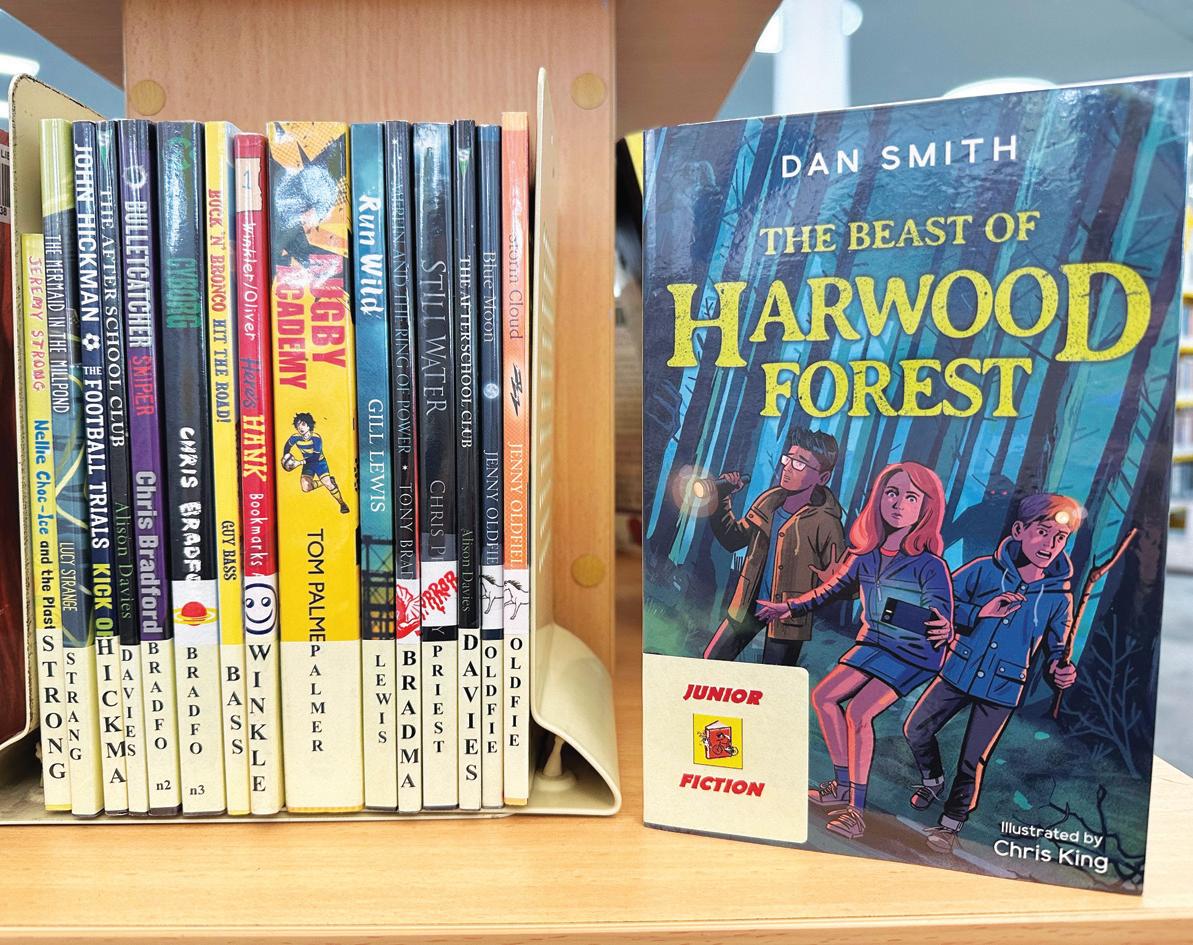 JEREMY STRONG Nellie Choc-Ice and the Plast
STRONG
THE MERMAID IN THE MILLPOND LUCY STRANGE
STRANG
JOHN HICKMAN THE FOOTBALL TRIALS KICK OF
HICKMA
THE AFTER SCHOOL CLUB Alison Davies
DAVIES
BULLETCATCHER SNIPER Chris Bradford
BRADFO
n2
CYBORG CHRIS BRADFO
BRADFO
n3
BUCK 'N' BRONCO HIT THE ROAD! GUY BASS
BASS
1
Winkler/Oliver Here's HANK Bookmarks
WINKLE
RUGBY
ACADEMY
TOM PALMER
PALMER
Run Wild GILL LEWIS
LEWIS
AND THE RING OF POWER • TONY BRA
BRADMA
STILL WATER CHRIS P
PRIEST
THE AFTER SCHOOL CLUB Alison Davies
DAVIES
Blue Moon JENNY OLDFIE
OLDFIE
Storm Cloud JENNY OLDFIEL
OLDFIE
DAN SMITH
THE BEAST OF
HARWOOD
FOREST
JUNIOR
FICTION
Illustrated by
Chris King